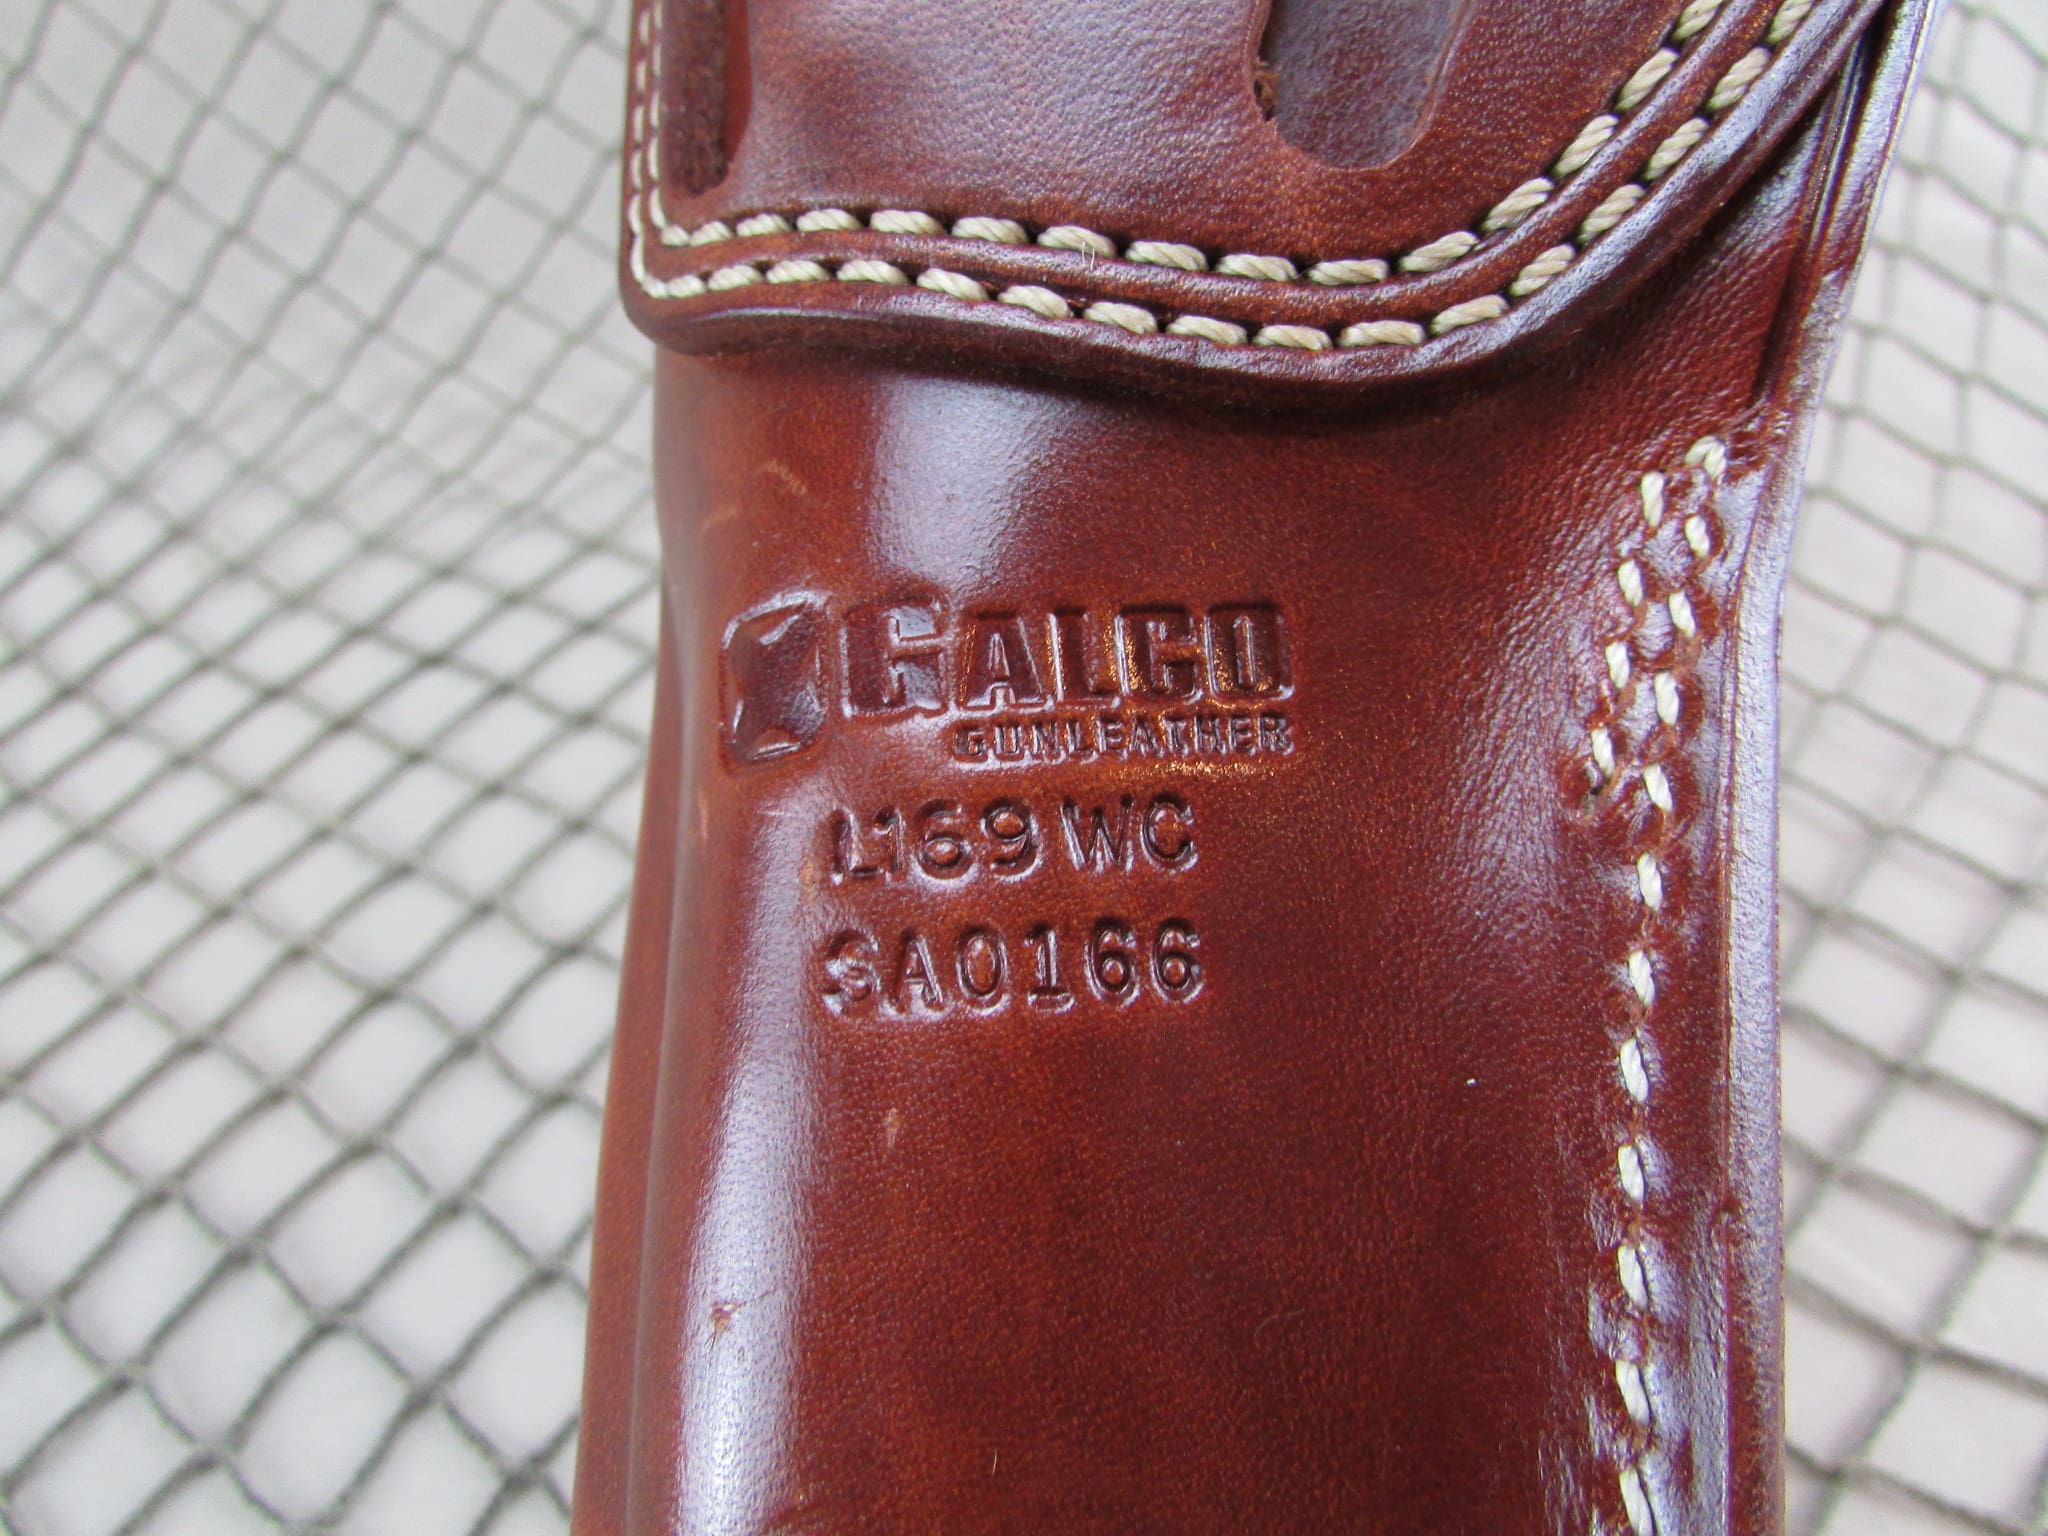 GALCO
GUNLEATHER
L169 WC
SA0166